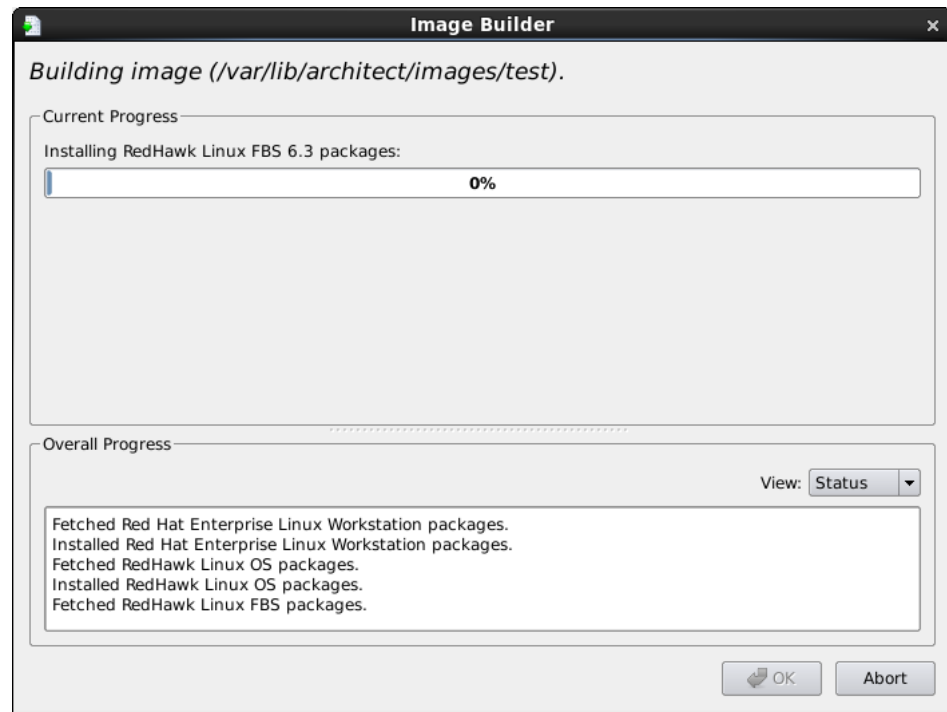 Image Builder
Building image (/var/lib/architect/images/test).
Current Progress
Installing RedHawk Linux FBS 6.3 packages:
0%
Overall Progress
View: Status
Fetched Red Hat Enterprise Linux Workstation packages.
Installed Red Hat Enterprise Linux Workstation packages.
Fetched RedHawk Linux OS packages.
Installed RedHawk Linux OS packages.
Fetched RedHawk Linux FBS packages.
OK Abort